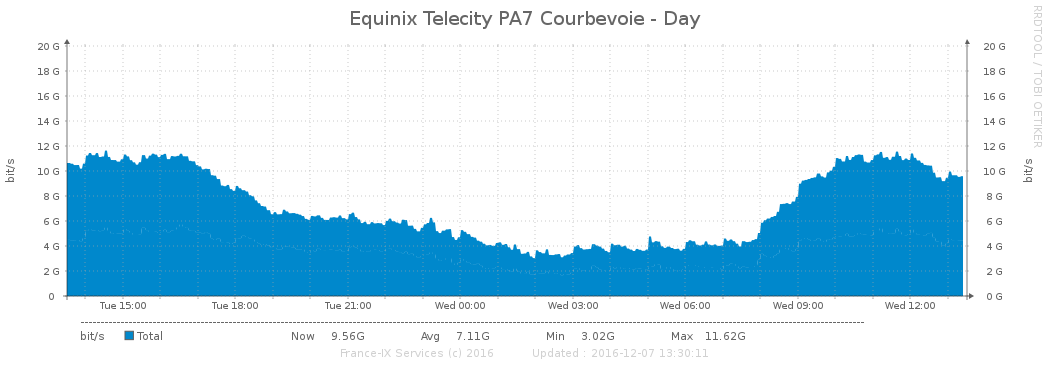 Equinix Telecity PA7 Courbevoie - Day
RRDTOOL / TOBI OETIKER
bit/s
20 G 20 G
18 G 18 G
16 G 16 G
14 G 14 G
12 G 12 G
10 G 10 G
8 G 8 G
6 G 6 G
4 G 4 G
2 G 2 G
0 0 G
bit/s
Tue 15:00 Tue 18:00 Tue 21:00 Wed 00:00 Wed 03:00 Wed 06:00 Wed 09:00 Wed 12:00
bit/s Total Now 9.56G Avg 7.11G Min 3.02G Max 11.62G
France-IX Services (c) 2016 Updated : 2016-12-07 13:30:11